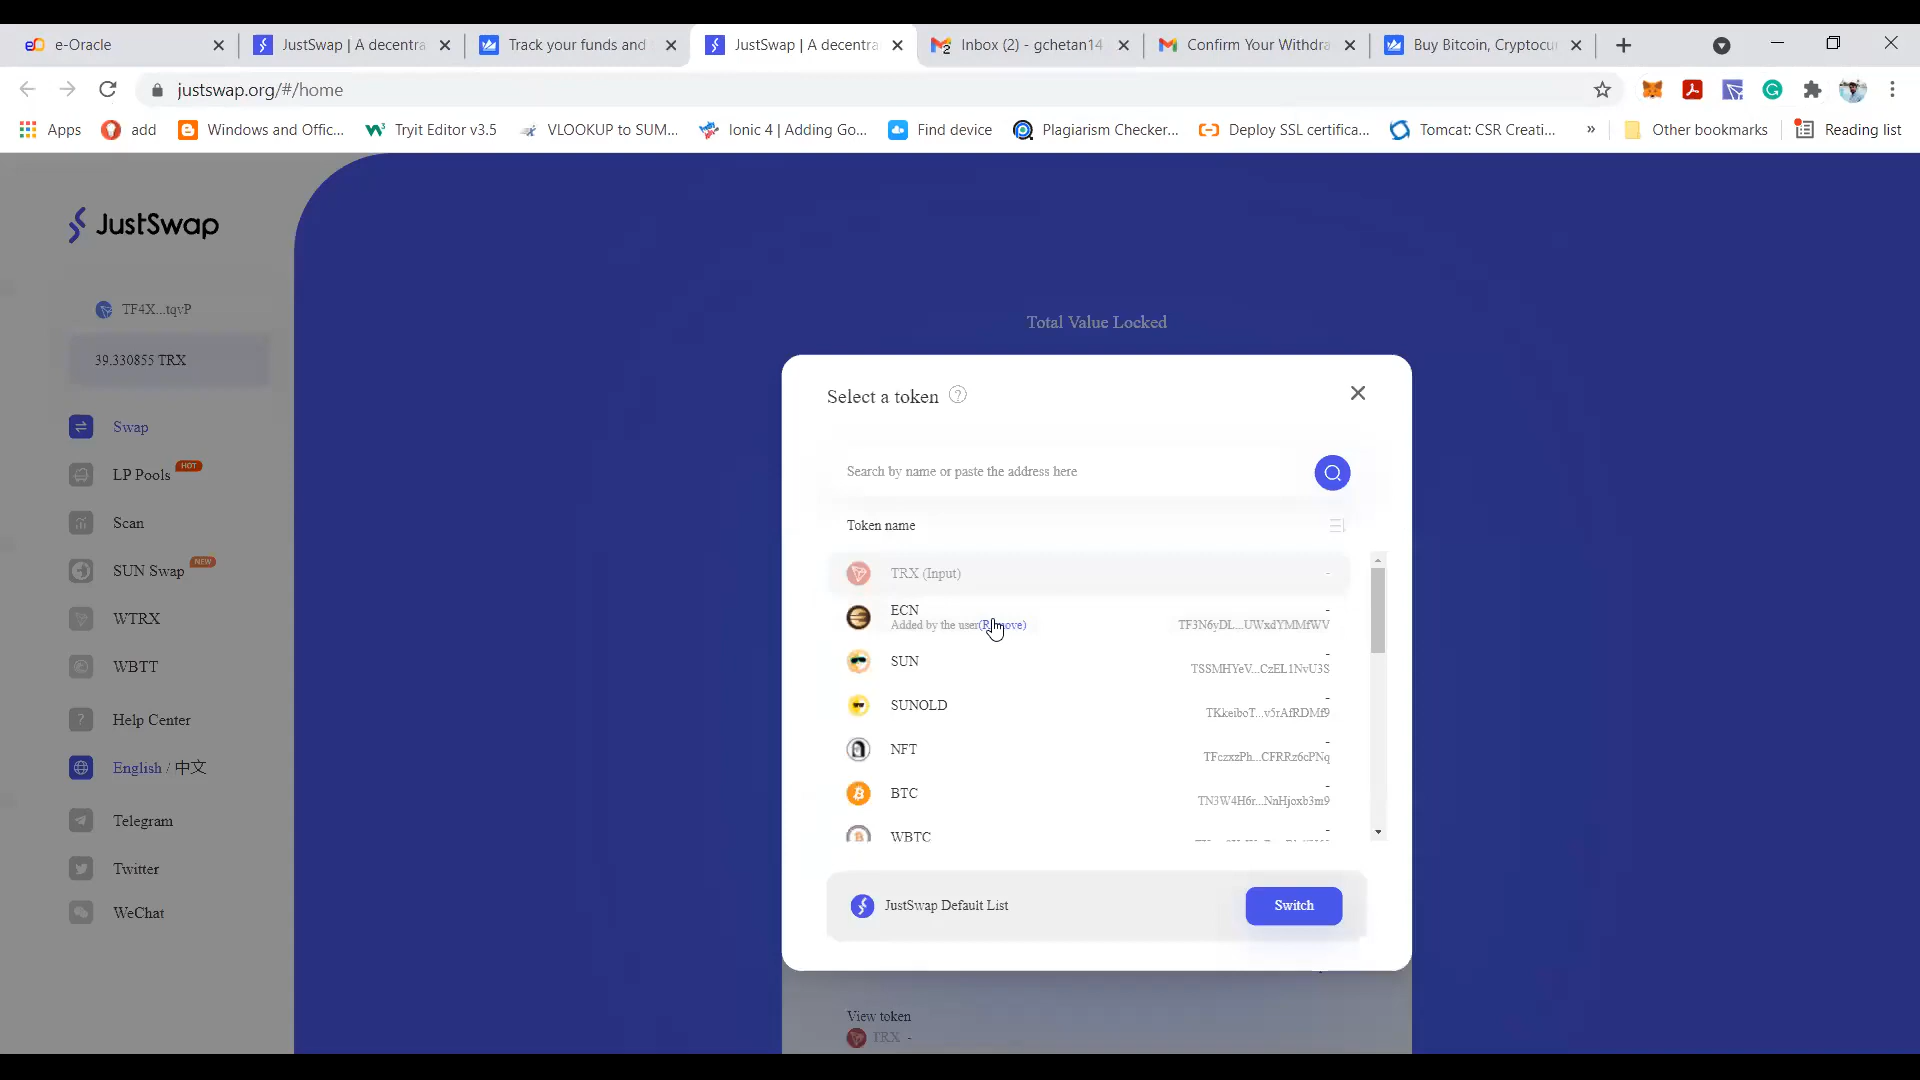 e-Oracle
JustSwap | A decentra
Track your funds and
JustSwap | A decentra
Inbox (2) - gchetan14
Confirm Your Withdra
Buy Bitcoin, Cryptocu
justswap.org/#/home
Apps
add
Windows and Offic...
Tryit Editor v3.5
VLOOKUP to SUM...
Ionic 4 | Adding Go...
Find device
Plagiarism Checker...
Deploy SSL certifica...
Tomcat: CSR Creati...
»
Other bookmarks
Reading list
JustSwap
TF4X...tqvP
39.330855 TRX
Swap
LP Pools HOT
Scan
SUN Swap NEW
WTRX
WBTT
Help Center
English / 中文
Telegram
Twitter
WeChat
Total Value Locked
Select a token ?
Search by name or paste the address here
Token name
TRX (Input) -
ECN -
Added by the user(Remove) TF3N6yDL...UWxdYMMfWV
SUN -
TSSMHYeV...CzEL1NvU3S
SUNOLD -
TKkeiboT...v5rAfRDMf9
NFT -
TFczxzPh...CFRRz6cPNq
BTC -
TN3W4H6r...NnHjoxb3m9
WBTC -
JustSwap Default List
Switch
View token
TRX -